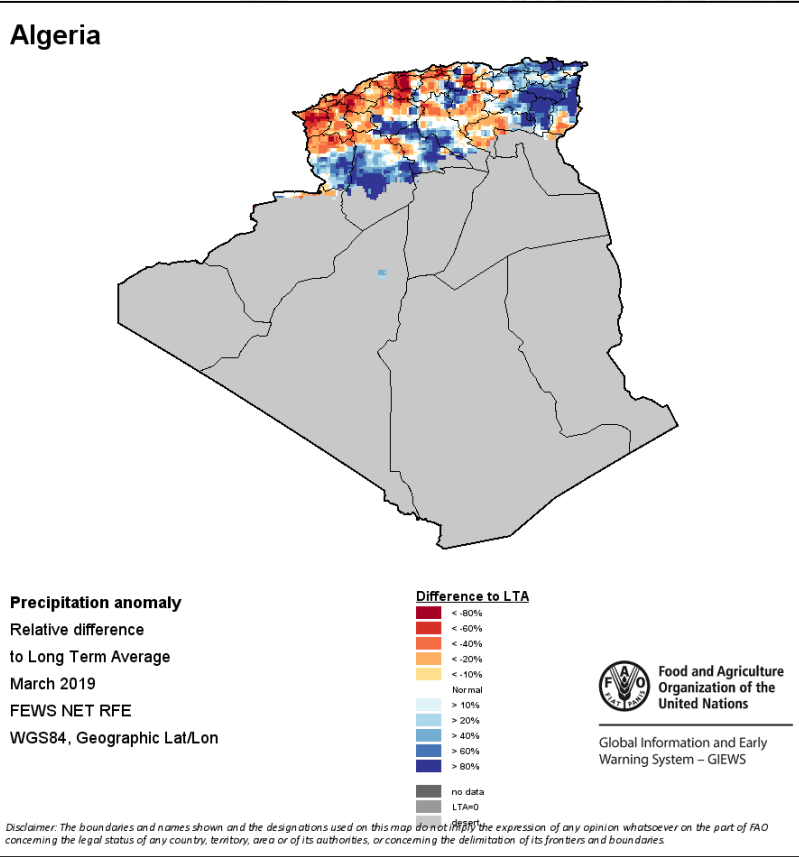 Algeria
Precipitation anomaly
Relative difference
to Long Term Average
March 2019
FEWS NET RFE
WGS84, Geographic Lat/Lon
Difference to LTA
< -80%
< -60%
< -40%
< -20%
< -10%
Normal
> 10%
> 20%
> 40%
> 60%
> 80%
no data
LTA=0
desert
F A O
FIAT PANIS
Food and Agriculture
Organization of the
United Nations
Global Information and Early
Warning System – GIEWS
Disclaimer: The boundaries and names shown and the designations used on this map do not imply the expression of any opinion whatsoever on the part of FAO
concerning the legal status of any country, territory, area or of its authorities, or concerning the delimitation of its frontiers and boundaries.